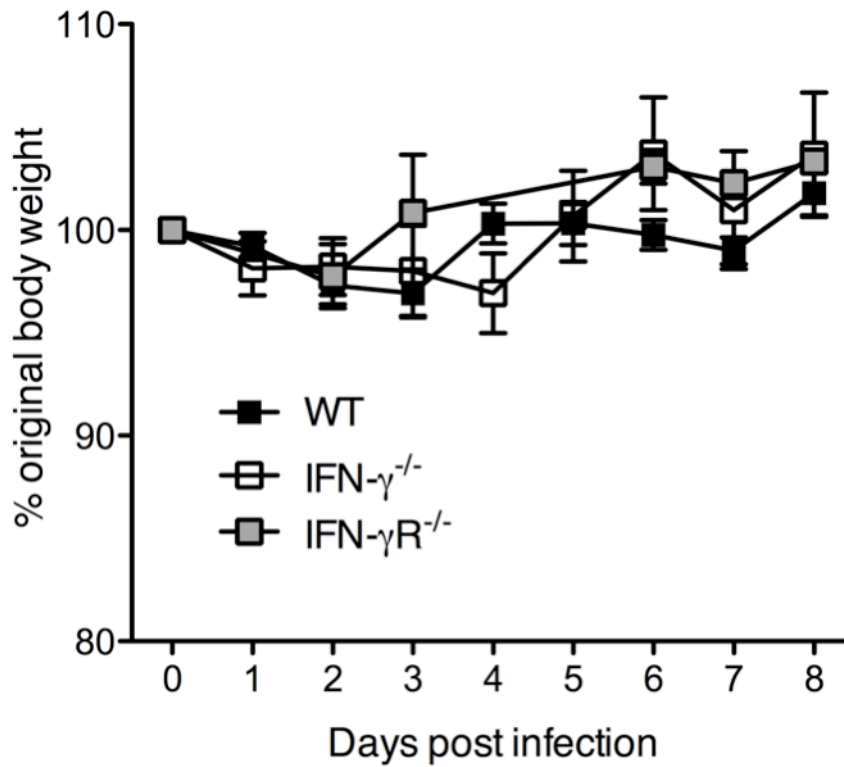 110
100
90
80
% original body weight
WT
IFN-γ-/-
IFN-γR-/-
0 1 2 3 4 5 6 7 8
Days post infection